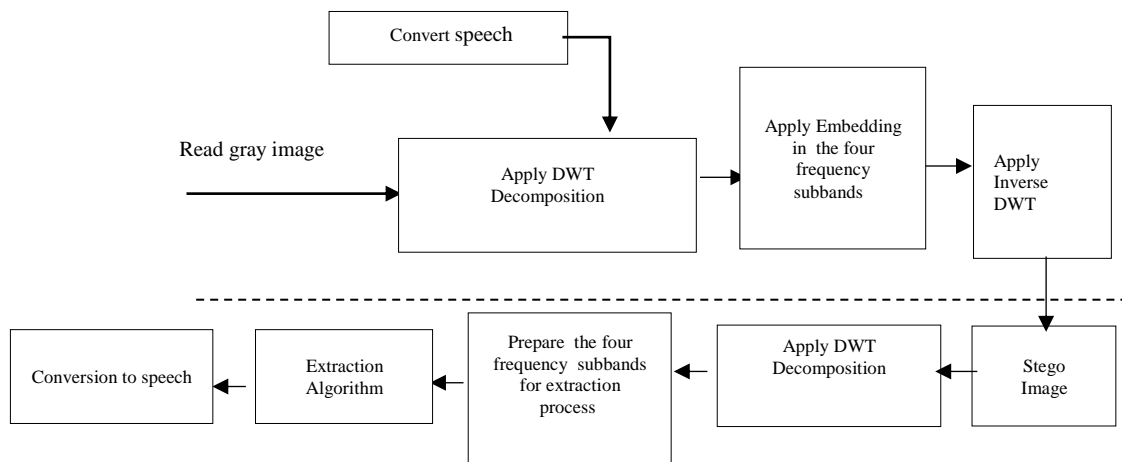 Convert speech
Read gray image
Apply DWT
Decomposition
Apply Embedding
in the four
frequency
subbands
Apply
Inverse
DWT
Conversion to speech
Extraction
Algorithm
Prepare the four
frequency subbands
for extraction
process
Apply DWT
Decomposition
Stego
Image